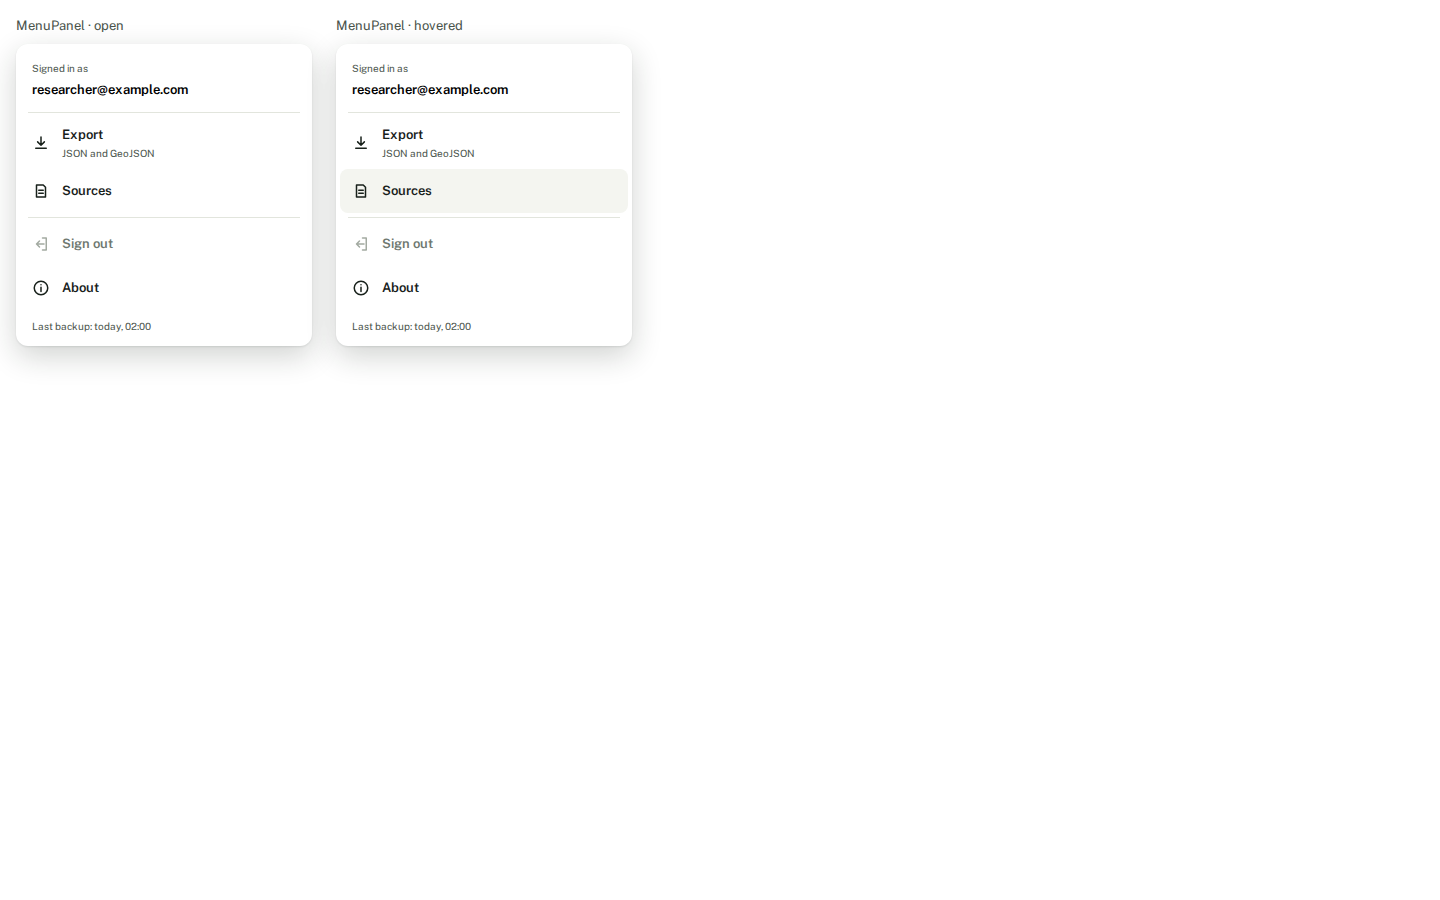 MenuPanel · open
Signed in as
researcher@example.com
Export
JSON and GeoJSON
Sources
Sign out
About
Last backup: today, 02:00
MenuPanel · hovered
Signed in as
researcher@example.com
Export
JSON and GeoJSON
Sources
Sign out
About
Last backup: today, 02:00